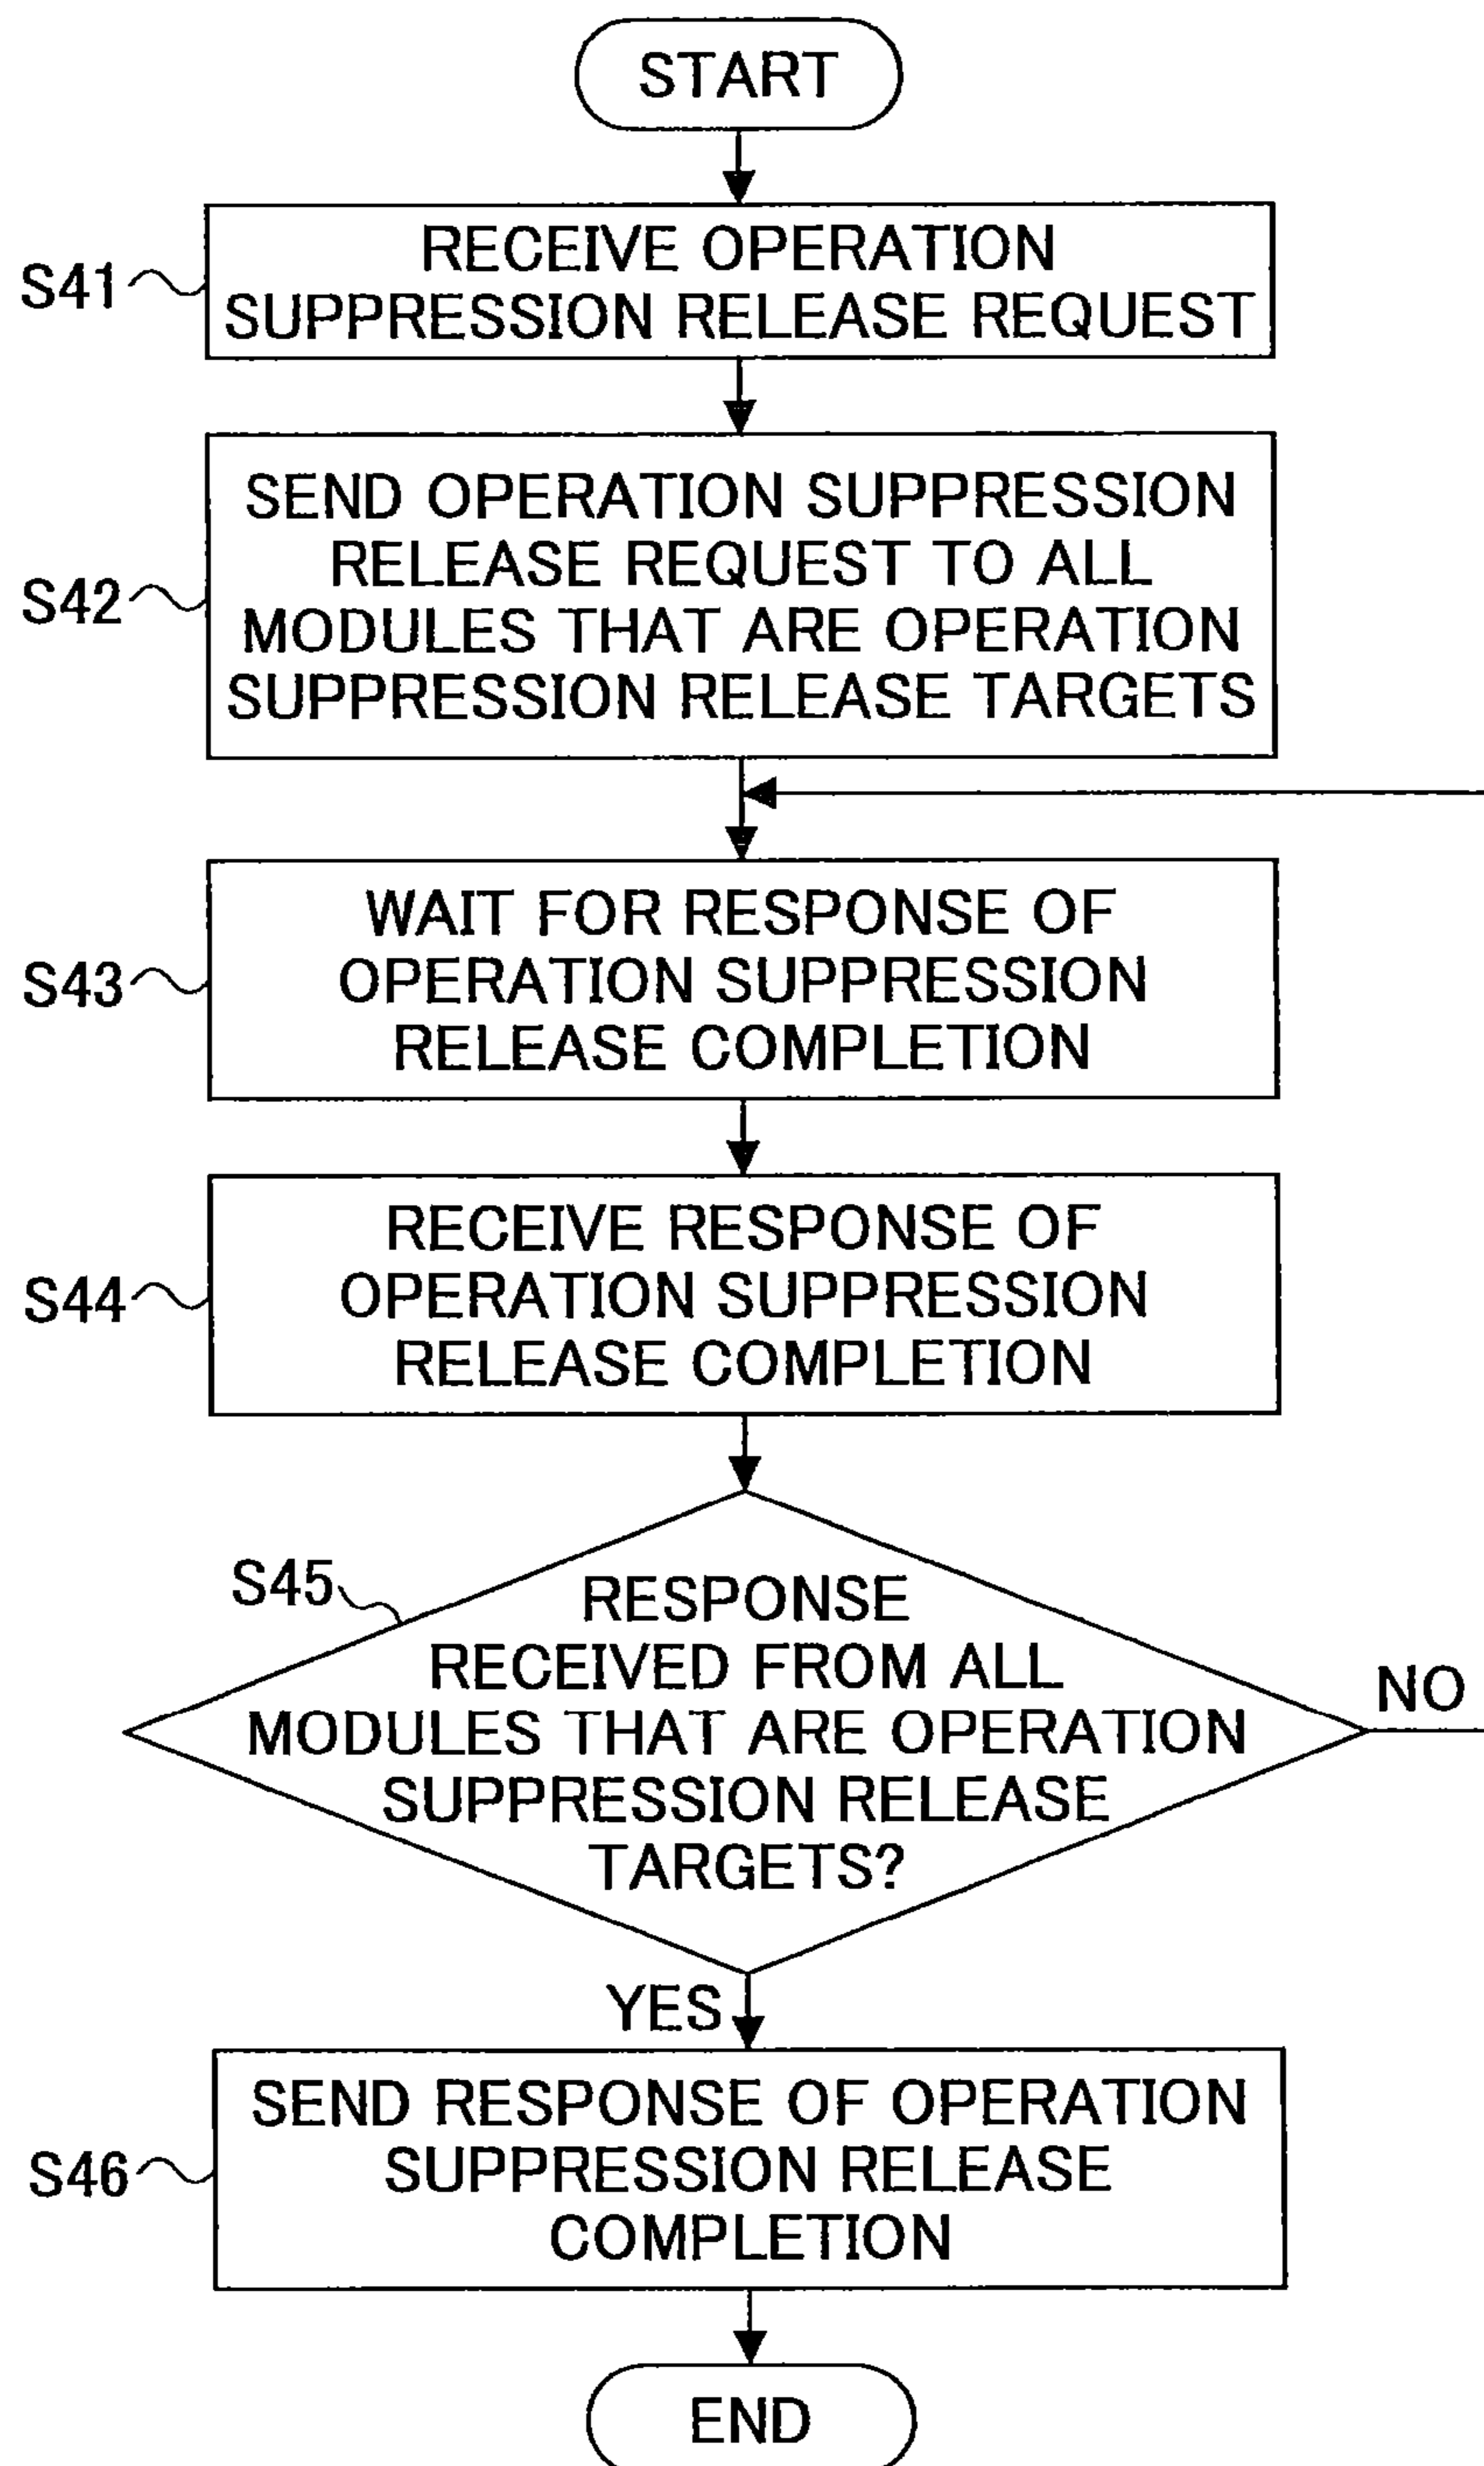 START
S41
RECEIVE OPERATION
SUPPRESSION RELEASE REQUEST
S42
SEND OPERATION SUPPRESSION
RELEASE REQUEST TO ALL
MODULES THAT ARE OPERATION
SUPPRESSION RELEASE TARGETS
S43
WAIT FOR RESPONSE OF
OPERATION SUPPRESSION
RELEASE COMPLETION
S44
RECEIVE RESPONSE OF
OPERATION SUPPRESSION
RELEASE COMPLETION
S45
RESPONSE
RECEIVED FROM ALL
MODULES THAT ARE OPERATION
SUPPRESSION RELEASE
TARGETS?
NO
YES
S46
SEND RESPONSE OF OPERATION
SUPPRESSION RELEASE
COMPLETION
END